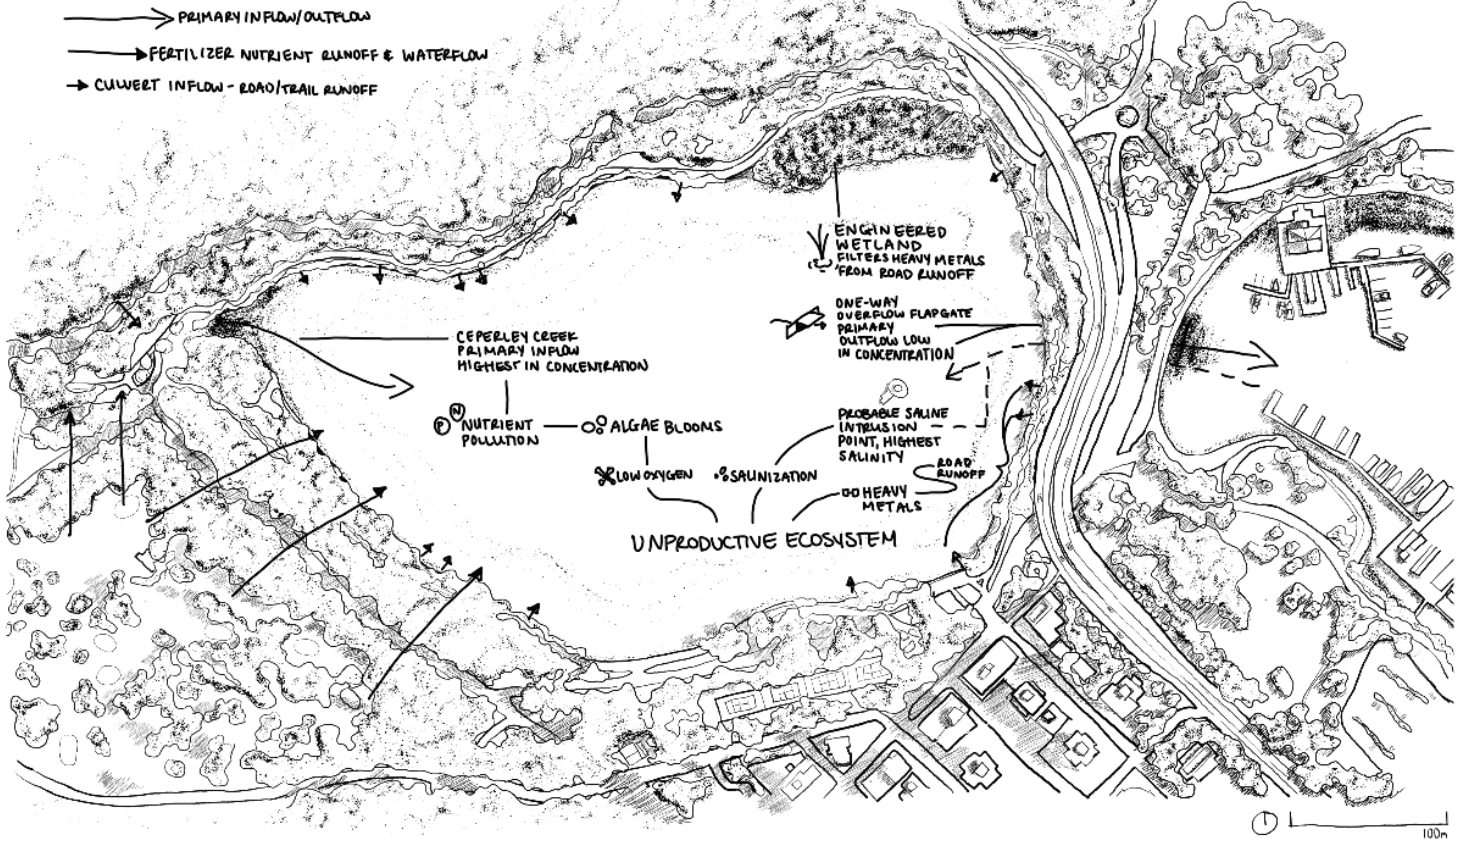 PRIMARY INFLOW/OUTFLOW
FERTILIZER NUTRIENT RUNOFF & WATERFLOW
CULVERT INFLOW - ROAD/TRAIL RUNOFF
ENGINEERED
WETLAND
FILTERS HEAVY METALS
FROM ROAD RUNOFF
ONE-WAY
OVERFLOW FLAPGATE
PRIMARY
OUTFLOW LOW
IN CONCENTRATION
CEPERLEY CREEK
PRIMARY INFLOW
HIGHEST IN CONCENTRATION
P N NUTRIENT
POLLUTION
ALGAE BLOOMS
PROBABLE SALINE
INTRUSION
POINT, HIGHEST
SALINITY
LOW OXYGEN
SALINIZATION
ROAD
RUNOFF
HEAVY
METALS
UNPRODUCTIVE ECOSYSTEM
100m